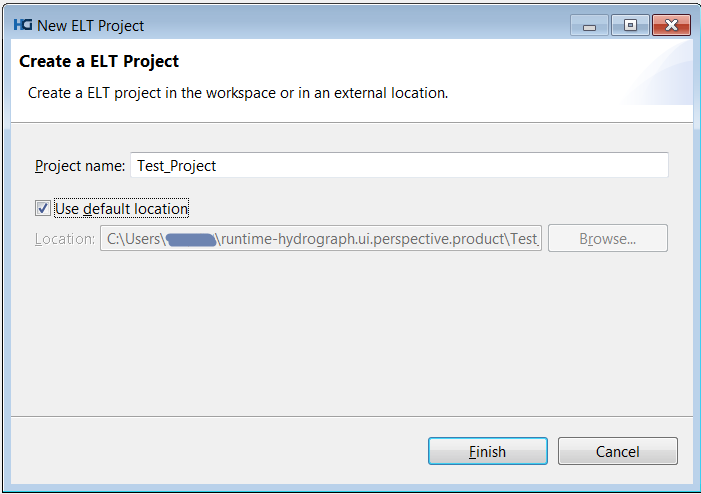 HG New ELT Project
Create a ELT Project
Create a ELT project in the workspace or in an external location.
Project name: Test_Project
Use default location
Location: C:\Users\ \runtime-hydrograph.ui.perspective.product\Test_ Browse...
Finish Cancel